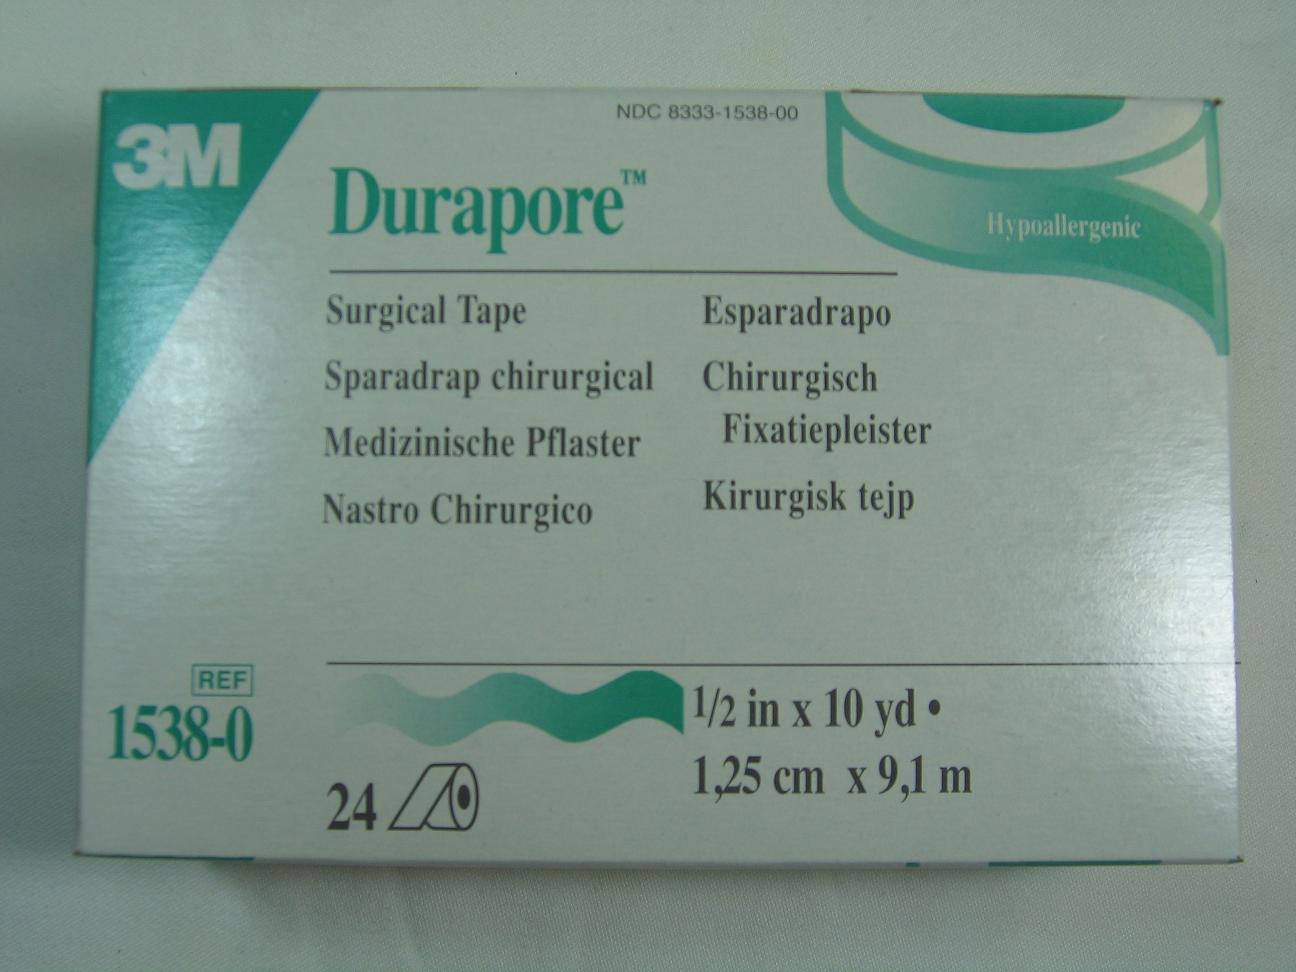 3M
NDC 8333-1538-00
Durapore™
Hypoallergenic
Surgical Tape
Sparadrap chirurgical
Medizinische Pflaster
Nastro Chirurgico
Esparadrapo
Chirurgisch
Fixatiepleister
Kirurgisk tejp
REF
1538-0
24
1/2 in x 10 yd •
1,25 cm x 9,1 m